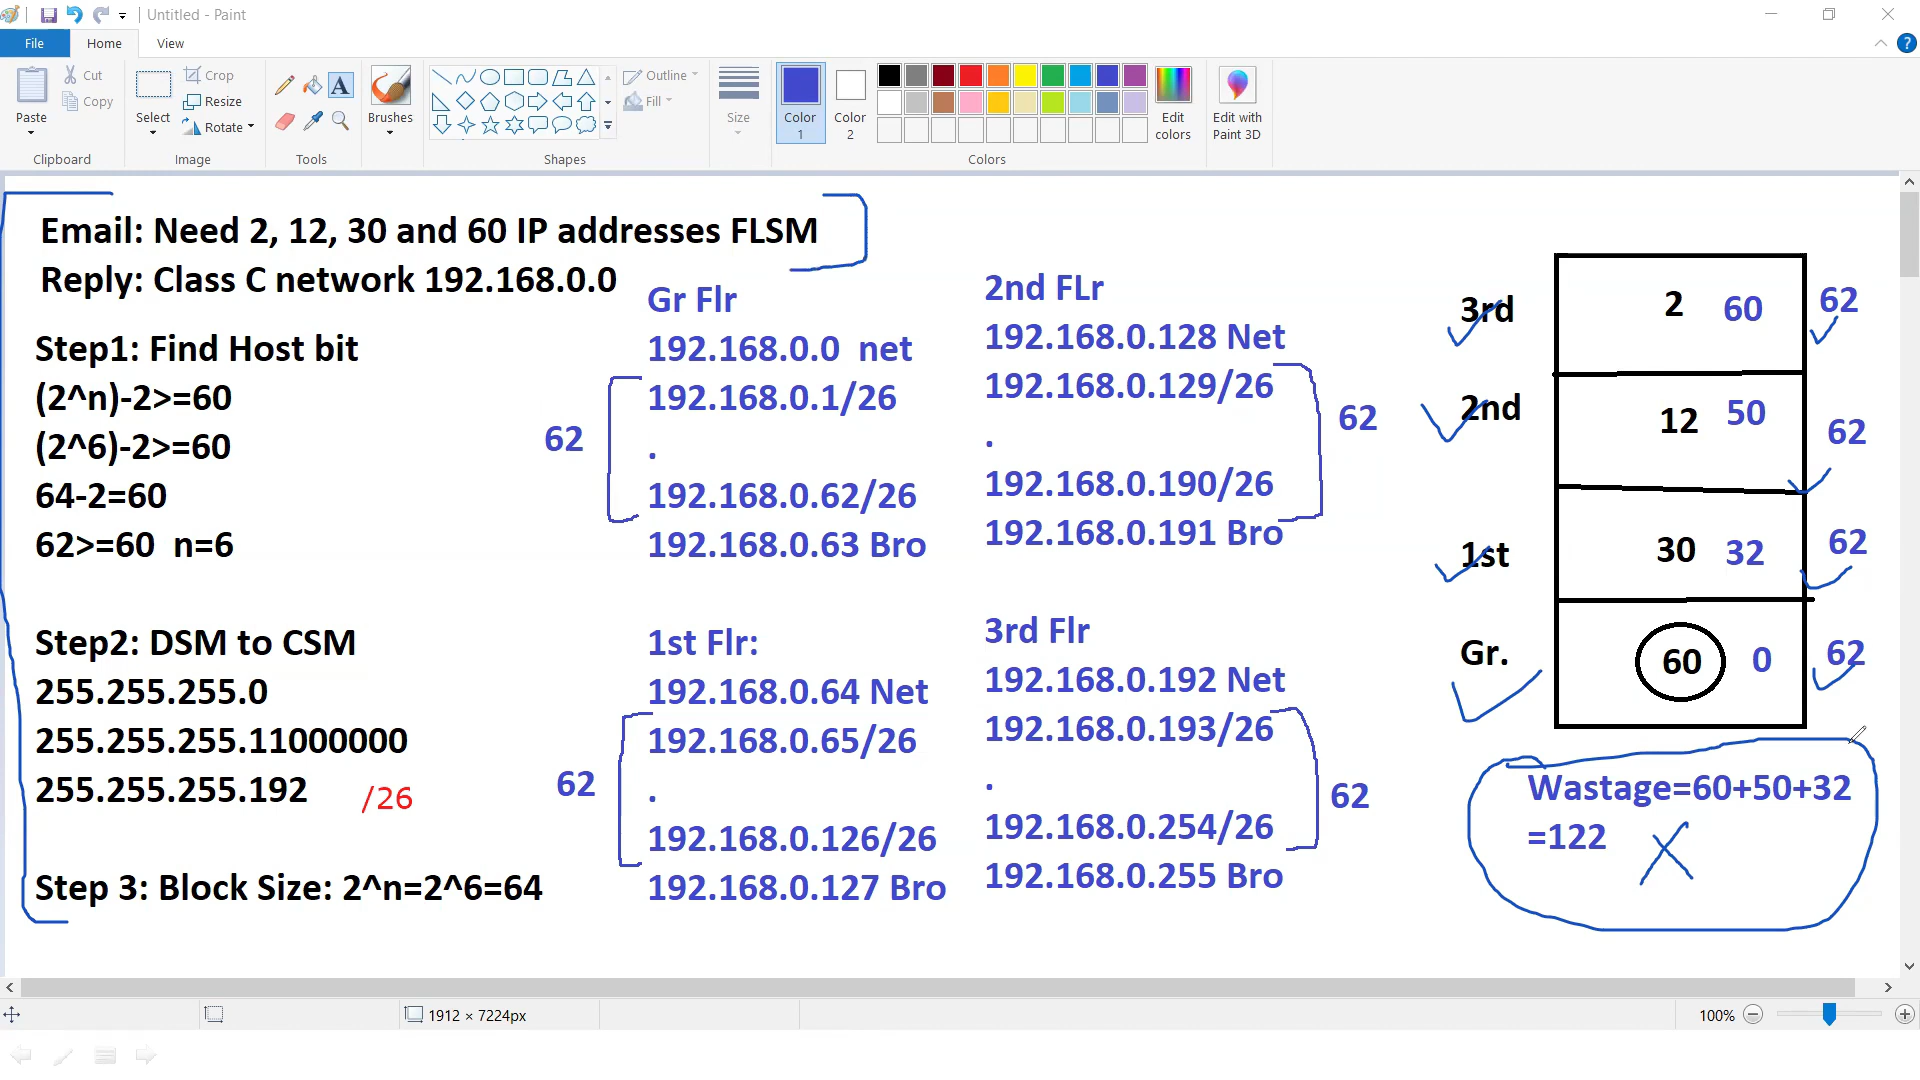 Untitled - Paint
File Home View
Paste
Cut
Copy
Clipboard
Select
Crop
Resize
Rotate
Image
A
Tools
Brushes
Shapes
Outline
Fill
Size
Color 1
Color 2
Edit colors
Edit with Paint 3D
Colors
Email: Need 2, 12, 30 and 60 IP addresses FLSM
Reply: Class C network 192.168.0.0
Step1: Find Host bit
(2^n)-2>=60
(2^6)-2>=60
64-2=60
62>=60 n=6
Step2: DSM to CSM
255.255.255.0
255.255.255.11000000
255.255.255.192 /26
Step 3: Block Size: 2^n=2^6=64
Gr Flr
192.168.0.0 net
192.168.0.1/26
.
192.168.0.62/26
192.168.0.63 Bro
62
1st Flr:
192.168.0.64 Net
192.168.0.65/26
.
192.168.0.126/26
192.168.0.127 Bro
62
2nd FLr
192.168.0.128 Net
192.168.0.129/26
.
192.168.0.190/26
192.168.0.191 Bro
62
3rd Flr
192.168.0.192 Net
192.168.0.193/26
.
192.168.0.254/26
192.168.0.255 Bro
62
3rd 2 60 62
2nd 12 50 62
1st 30 32 62
Gr. 60 0 62
Wastage=60+50+32
=122
1912 × 7224px
100%